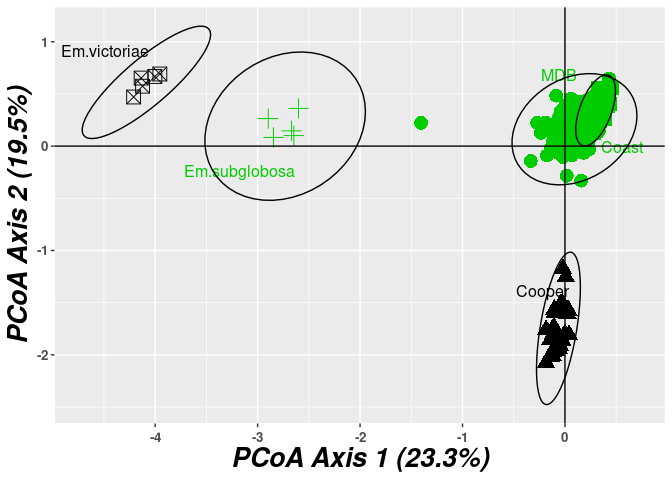 Em.victoriae
MDB
Coast
Em.subglobosa
Cooper
1
0
-1
-2
-4
-3
-2
-1
0
PCoA Axis 2 (19.5%)
PCoA Axis 1 (23.3%)